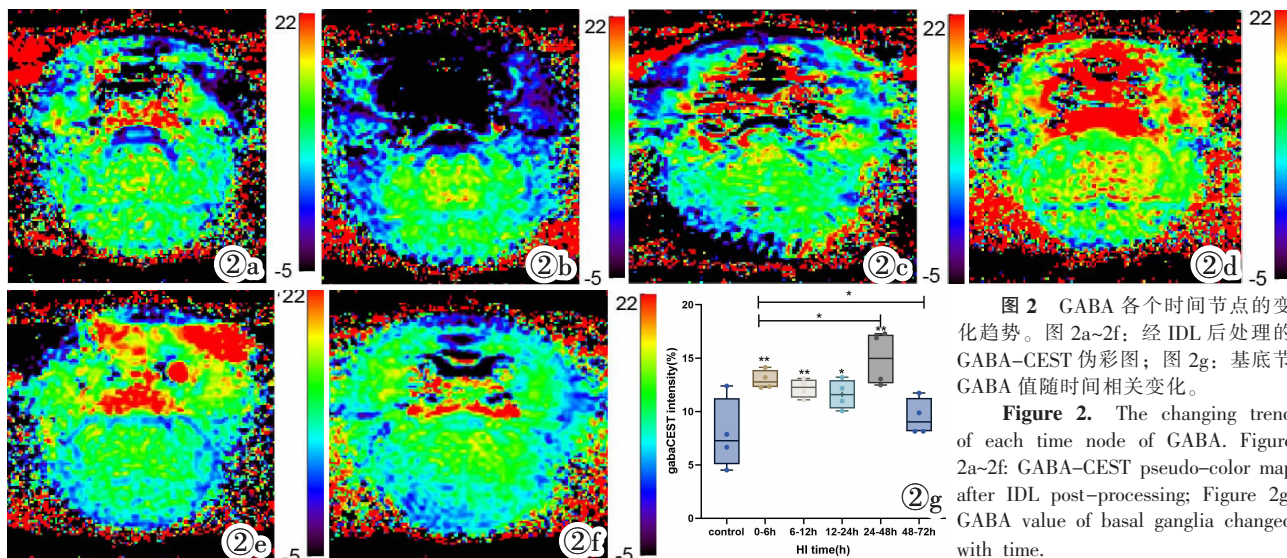 22
-5
②a
22
-5
②b
22
-5
②c
22
-5
②d
22
-5
②e
22
-5
②f
gabaCEST intensity(%)
20
15
10
5
0
*
*
**
**
*
**
control 0-6h 6-12h 12-24h 24-48h 48-72h
HI time(h)
②g
图 2 GABA 各个时间节点的变
化趋势。图 2a~2f：经 IDL 后处理的
GABA-CEST 伪彩图；图 2g：基底节
GABA 值随时间相关变化。
Figure 2. The changing trend
of each time node of GABA. Figure
2a~2f: GABA-CEST pseudo-color map
after IDL post-processing; Figure 2g
GABA value of basal ganglia changed
with time.